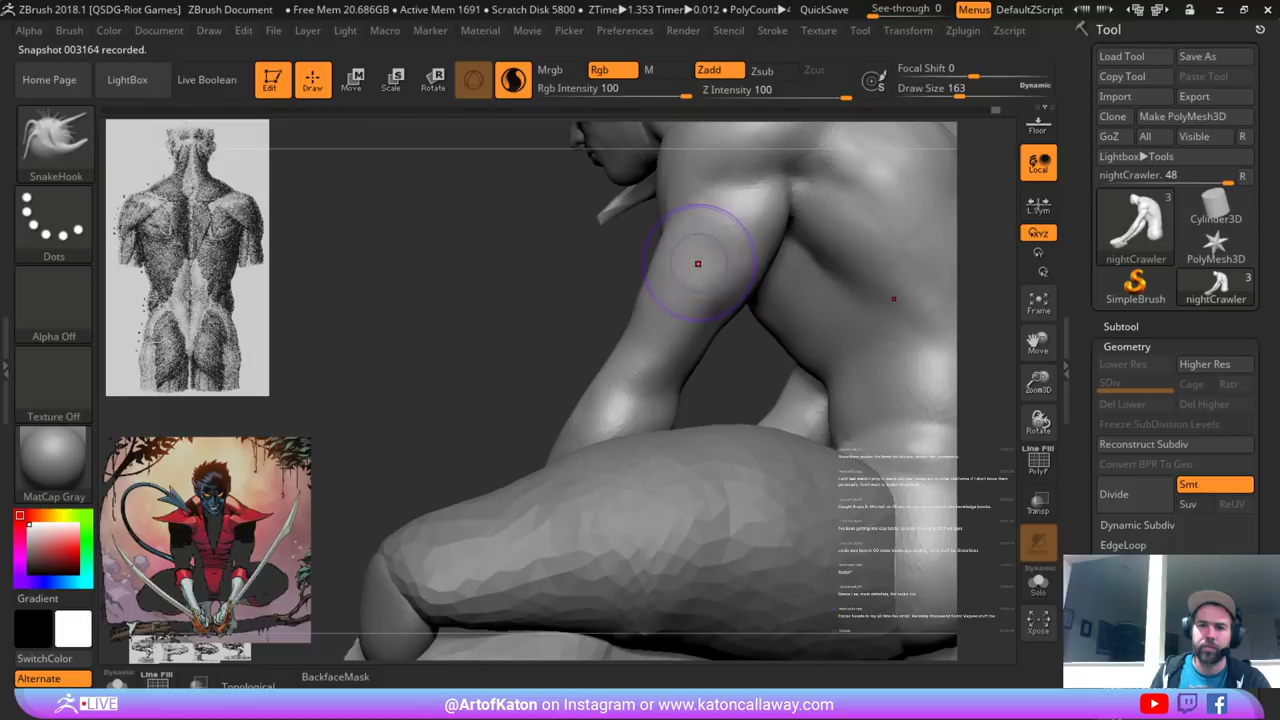 ZBrush 2018.1 [QSDG-Riot Games] ZBrush Document • Free Mem 20.686GB • Active Mem 1691 • Scratch Disk 5800 • ZTime▶1.353 Timer▶0.012 • PolyCount▶ QuickSave See-through 0 Menus DefaultZScript
Alpha Brush Color Document Draw Edit File Layer Light Macro Marker Material Movie Picker Preferences Render Stencil Stroke Texture Tool Transform Zplugin Zscript
Snapshot 003164 recorded.
Home Page LightBox Live Boolean Edit Draw Move Scale Rotate
Mrgb Rgb M Zadd Zsub Zcut
Rgb Intensity 100 Z Intensity 100
Focal Shift 0
Draw Size 163 Dynamic
SnakeHook
Dots
Alpha Off
Texture Off
MatCap Gray
Gradient
SwitchColor
Alternate
Floor
Local
L.Sym
XYZ
Frame
Move
Zoom3D
Rotate
Line Fill
PolyF
Transp
Dynamic
Solo
Xpose
Tool
Load Tool Save As
Copy Tool Paste Tool
Import Export
Clone Make PolyMesh3D
GoZ All Visible R
Lightbox▶Tools
nightCrawler. 48 R
3
nightCrawler Cylinder3D
PolyMesh3D
SimpleBrush 3
nightCrawler
Subtool
Geometry
Lower Res Higher Res
SDiv Cage Rstr
Del Lower Del Higher
Freeze SubDivision Levels
Reconstruct Subdiv
Convert BPR To Geo
Divide Smt
Suv ReUV
Dynamic Subdiv
EdgeLoop
Dynamic Line Fill Topological BackfaceMask
LIVE @ArtofKaton on Instagram or www.katoncallaway.com